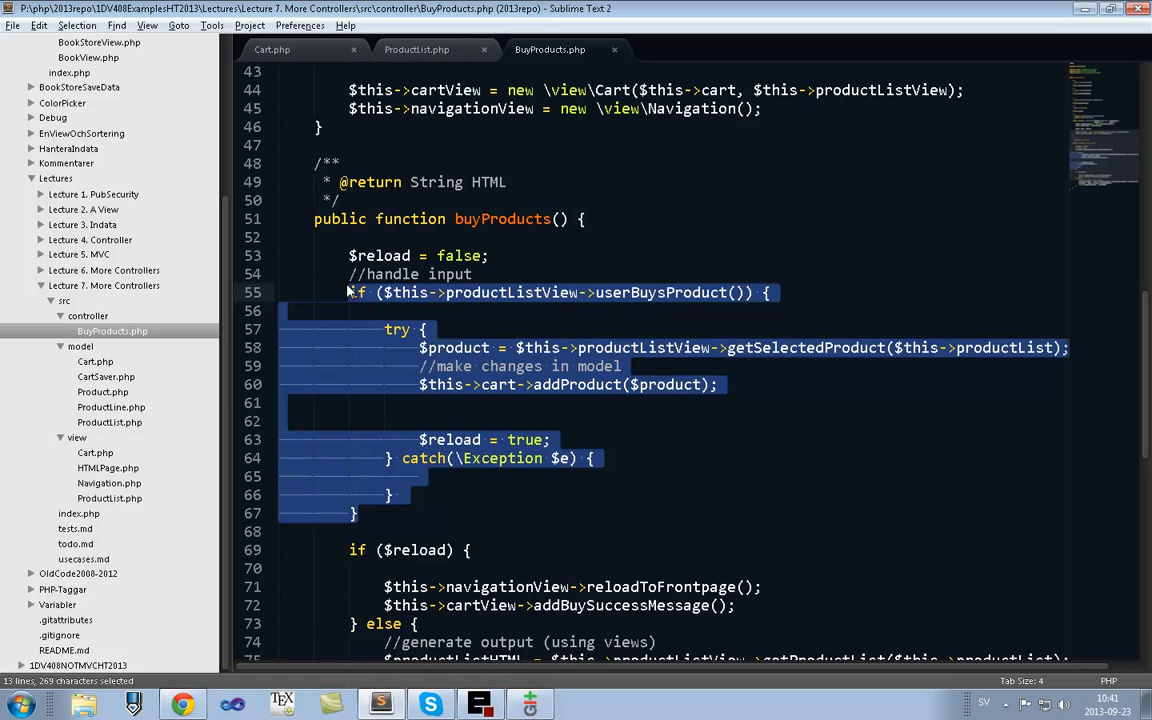 P:\php\2013repo\1DV408ExamplesHT2013\Lectures\Lecture 7. More Controllers\src\controller\BuyProducts.php (2013repo) - Sublime Text 2
File Edit Selection Find View Goto Tools Project Preferences Help
Cart.php ProductList.php BuyProducts.php
BookStoreView.php
BookView.php
index.php
BookStoreSaveData
ColorPicker
Debug
EnViewOchSortering
HanteraIndata
Kommentarer
Lectures
Lecture 1. PubSecurity
Lecture 2. A View
Lecture 3. Indata
Lecture 4. Controller
Lecture 5. MVC
Lecture 6. More Controllers
Lecture 7. More Controllers
src
controller
BuyProducts.php
model
Cart.php
CartSaver.php
Product.php
ProductLine.php
ProductList.php
view
Cart.php
HTMLPage.php
Navigation.php
ProductList.php
index.php
tests.md
todo.md
usecases.md
OldCode2008-2012
PHP-Taggar
Variabler
.gitattributes
.gitignore
README.md
1DV408NOTMVCHT2013
43
44 $this->cartView = new \view\Cart($this->cart, $this->productListView);
45 $this->navigationView = new \view\Navigation();
46 }
47
48 /**
49 * @return String HTML
50 */
51 public function buyProducts() {
52
53 $reload = false;
54 //handle input
55 if ($this->productListView->userBuysProduct()) {
56
57 try {
58 $product = $this->productListView->getSelectedProduct($this->productList);
59 //make changes in model
60 $this->cart->addProduct($product);
61
62
63 $reload = true;
64 } catch(\Exception $e) {
65
66 }
67 }
68
69 if ($reload) {
70
71 $this->navigationView->reloadToFrontpage();
72 $this->cartView->addBuySuccessMessage();
73 } else {
74 //generate output (using views)
75 $productListHTML = $this->productListView->getProductList($this->productList);
13 lines, 269 characters selected
Tab Size: 4 PHP
SV
10:41
2013-09-23